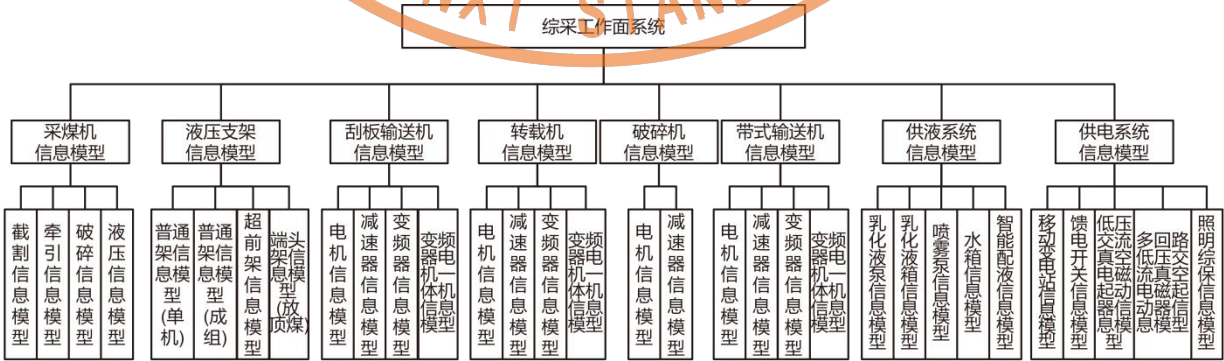 STAND
综采工作面系统
采煤机
信息模型
液压支架
信息模型
刮板输送机
信息模型
转载机
信息模型
破碎机
信息模型
带式输送机
信息模型
供液系统
信息模型
供电系统
信息模型
截割信息模型
牵引信息模型
破碎信息模型
液压信息模型
普通架信息模型(单机)
普通架信息模型(成组)
超前架信息模型
端头架信息模型(放顶煤)
电机信息模型
减速器信息模型
变频器信息模型
变频器电机一体机信息模型
电机信息模型
减速器信息模型
变频器信息模型
变频器电机一体机信息模型
电机信息模型
减速器信息模型
电机信息模型
减速器信息模型
变频器信息模型
变频器电机一体机信息模型
乳化液泵信息模型
乳化液箱信息模型
喷雾泵信息模型
水箱信息模型
智能配液信息模型
移动变电站信息模型
馈电开关信息模型
低压交流真空电磁起动器信息模型
多回路低压交流真空电磁起动器信息模型
照明综保信息模型